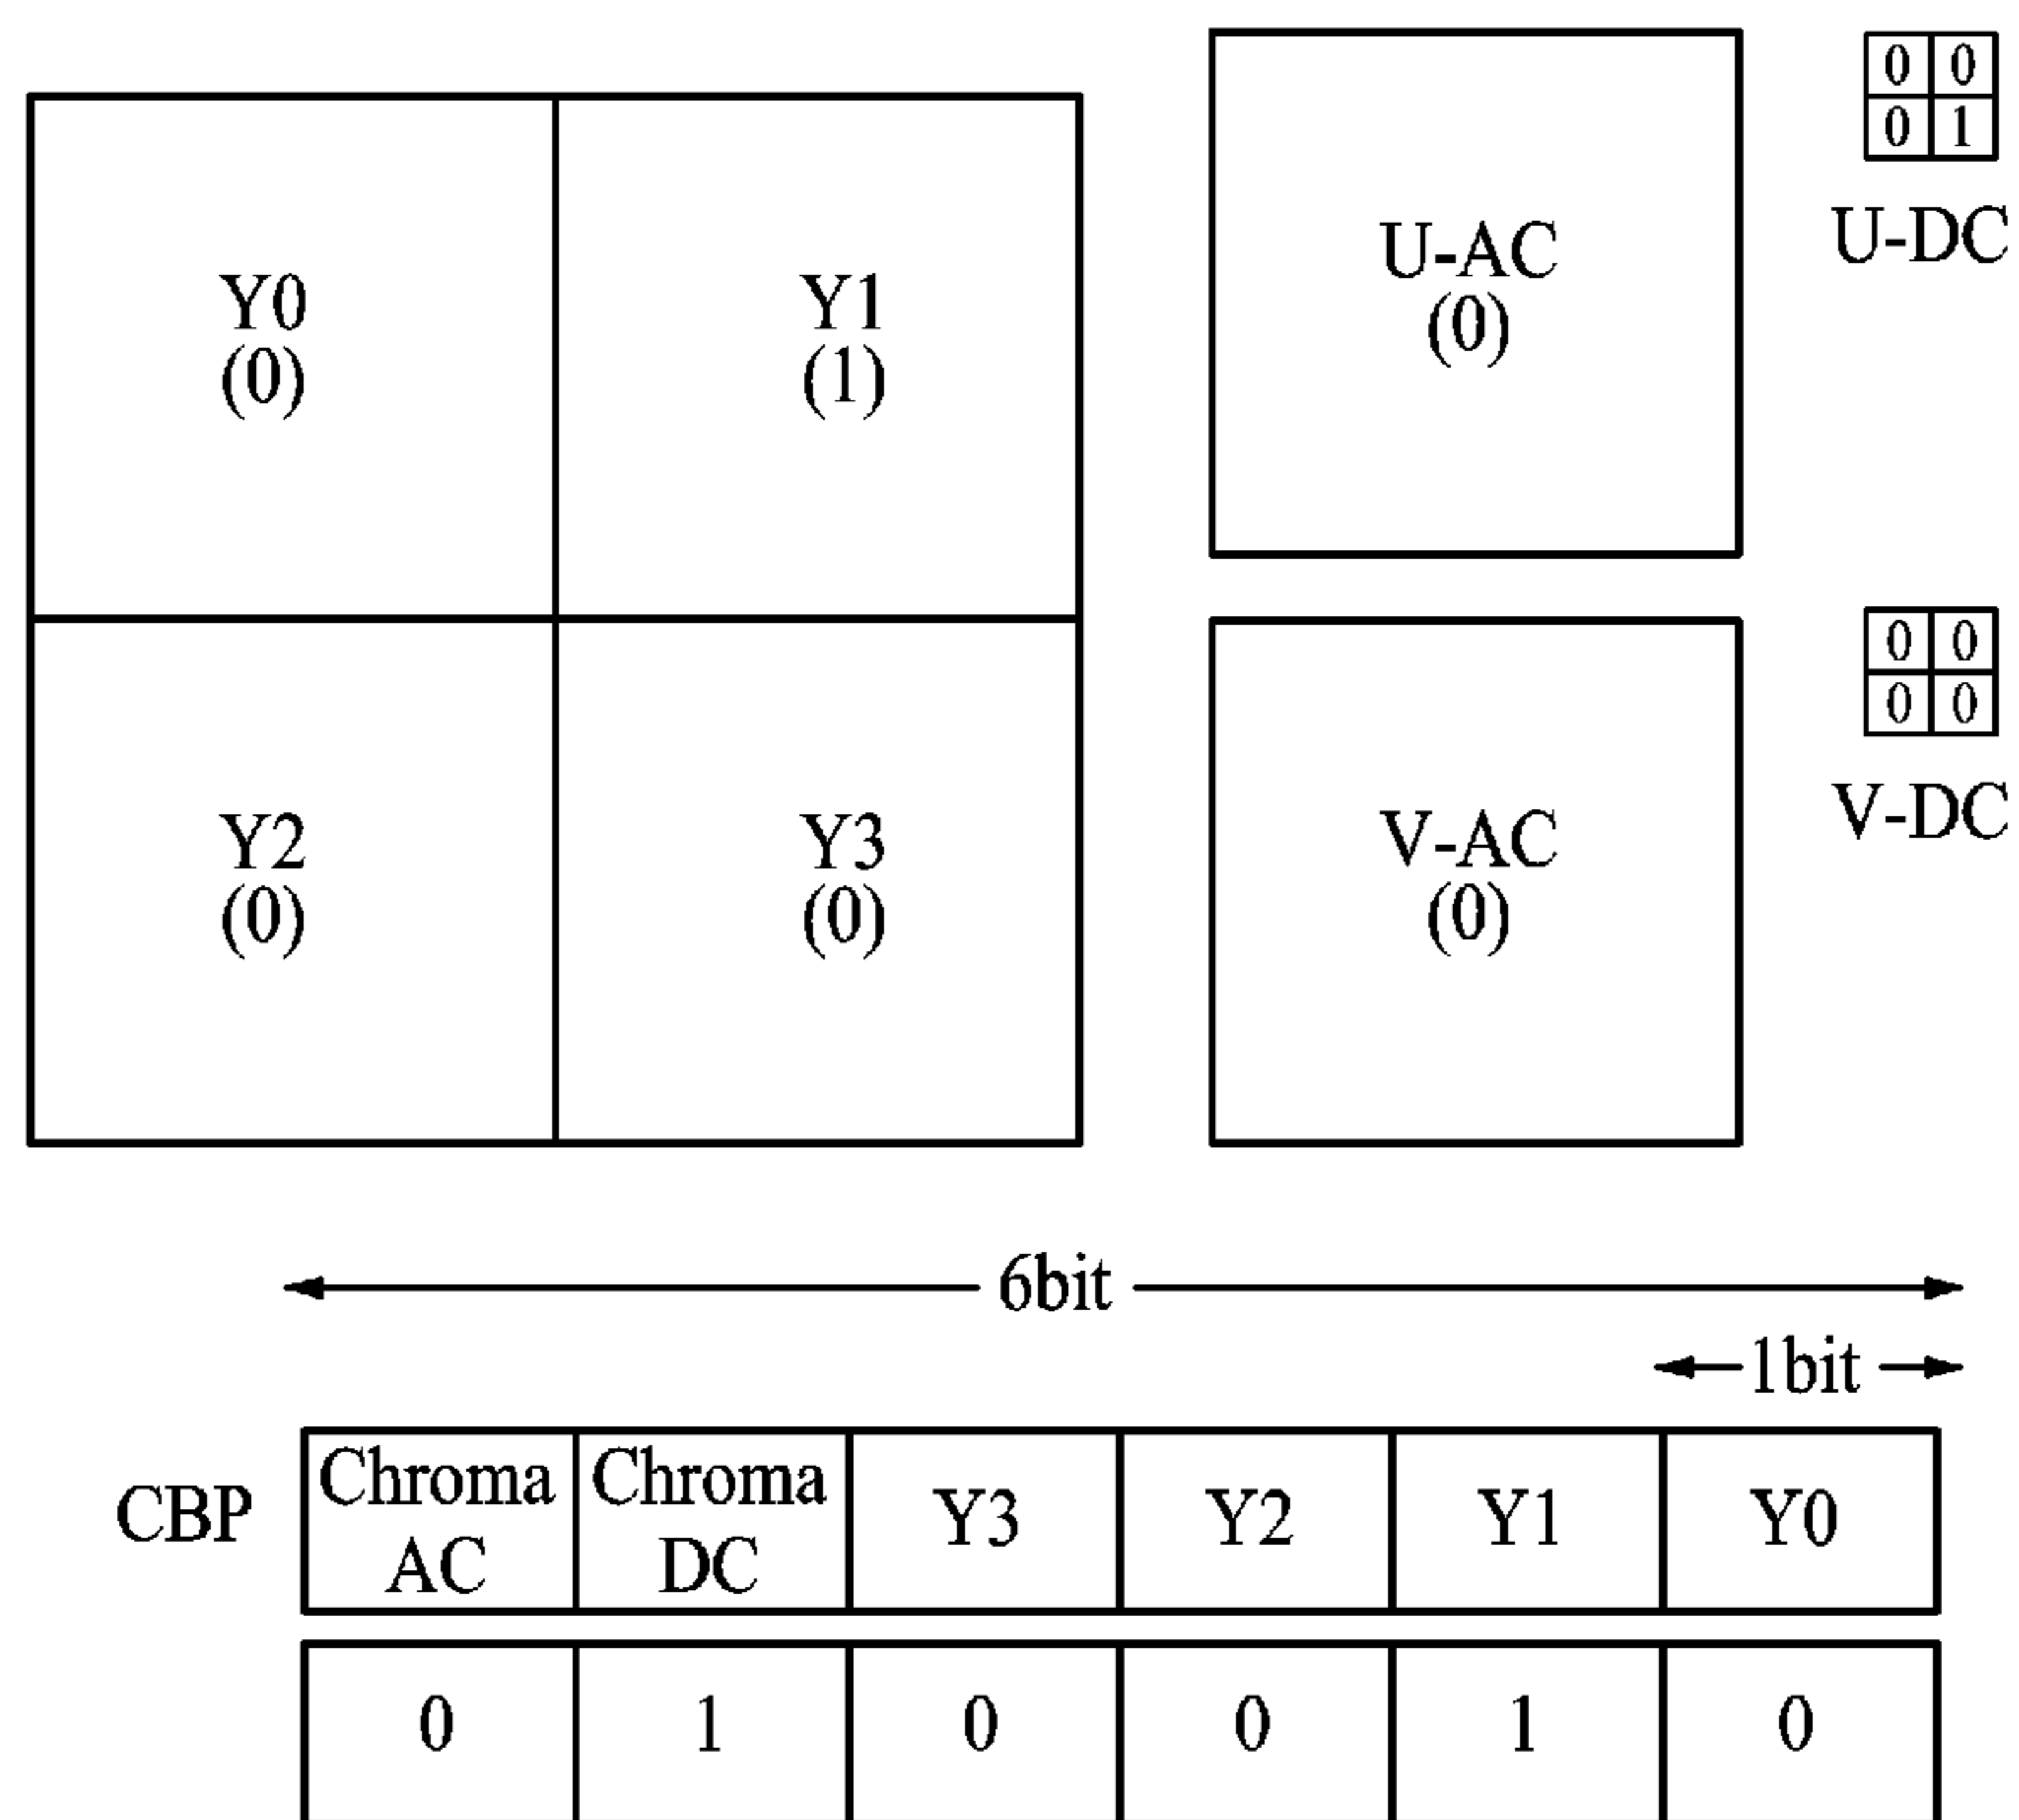 Y0
(0)
Y1
(1)
Y2
(0)
Y3
(0)
U-AC
(0)
0 0
0 1
U-DC
V-AC
(0)
0 0
0 0
V-DC
6bit
1bit
CBP
Chroma
AC
Chroma
DC
Y3
Y2
Y1
Y0
0 1 0 0 1 0